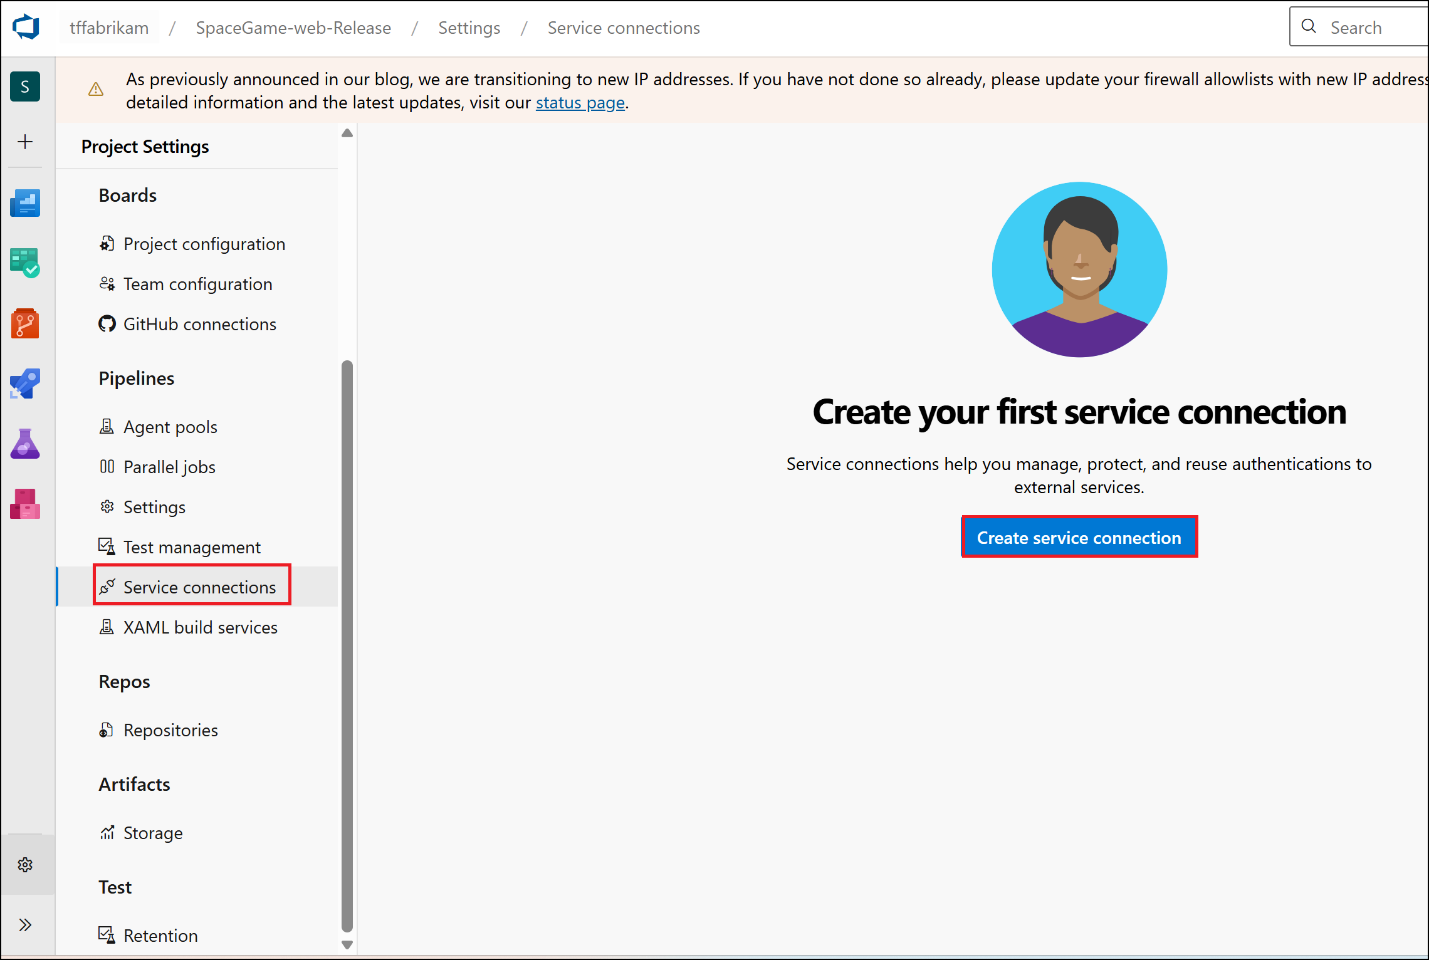 tffabrikam / SpaceGame-web-Release / Settings / Service connections
Search
S
As previously announced in our blog, we are transitioning to new IP addresses. If you have not done so already, please update your firewall allowlists with new IP address
detailed information and the latest updates, visit our status page.
Project Settings
Boards
Project configuration
Team configuration
GitHub connections
Pipelines
Agent pools
Parallel jobs
Settings
Test management
Service connections
XAML build services
Repos
Repositories
Artifacts
Storage
Test
Retention
Create your first service connection
Service connections help you manage, protect, and reuse authentications to
external services.
Create service connection